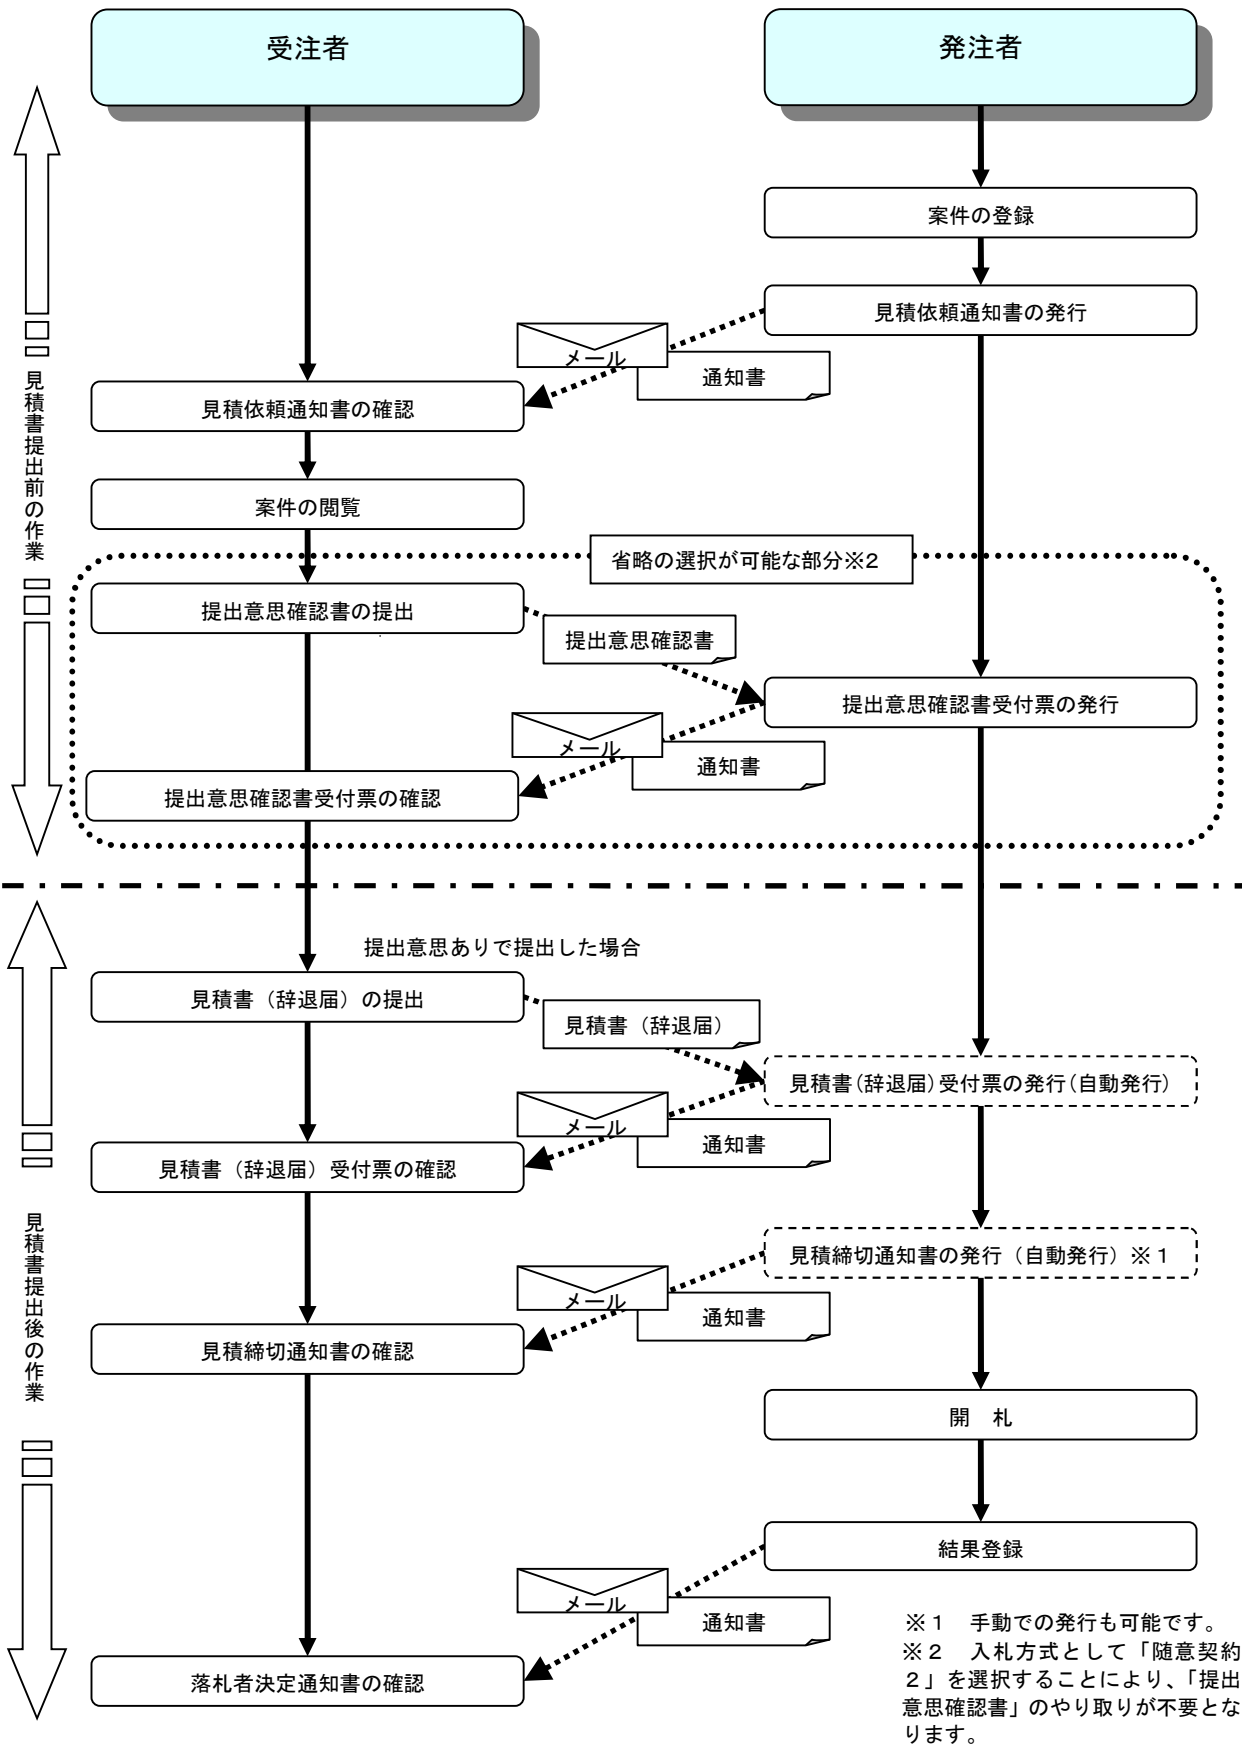 受注者
発注者
案件の登録
見積依頼通知書の発行
メール
通知書
見積依頼通知書の確認
見積書提出前の作業
案件の閲覧
省略の選択が可能な部分※2
提出意思確認書の提出
提出意思確認書
提出意思確認書受付票の発行
メール
通知書
提出意思確認書受付票の確認
提出意思ありで提出した場合
見積書（辞退届）の提出
見積書（辞退届）
見積書(辞退届)受付票の発行(自動発行)
メール
通知書
見積書（辞退届）受付票の確認
見積書提出後の作業
見積締切通知書の発行（自動発行）※１
メール
通知書
見積締切通知書の確認
開　札
結果登録
メール
通知書
落札者決定通知書の確認
※１　手動での発行も可能です。
※２　入札方式として「随意契約
２」を選択することにより、「提出
意思確認書」のやり取りが不要とな
ります。